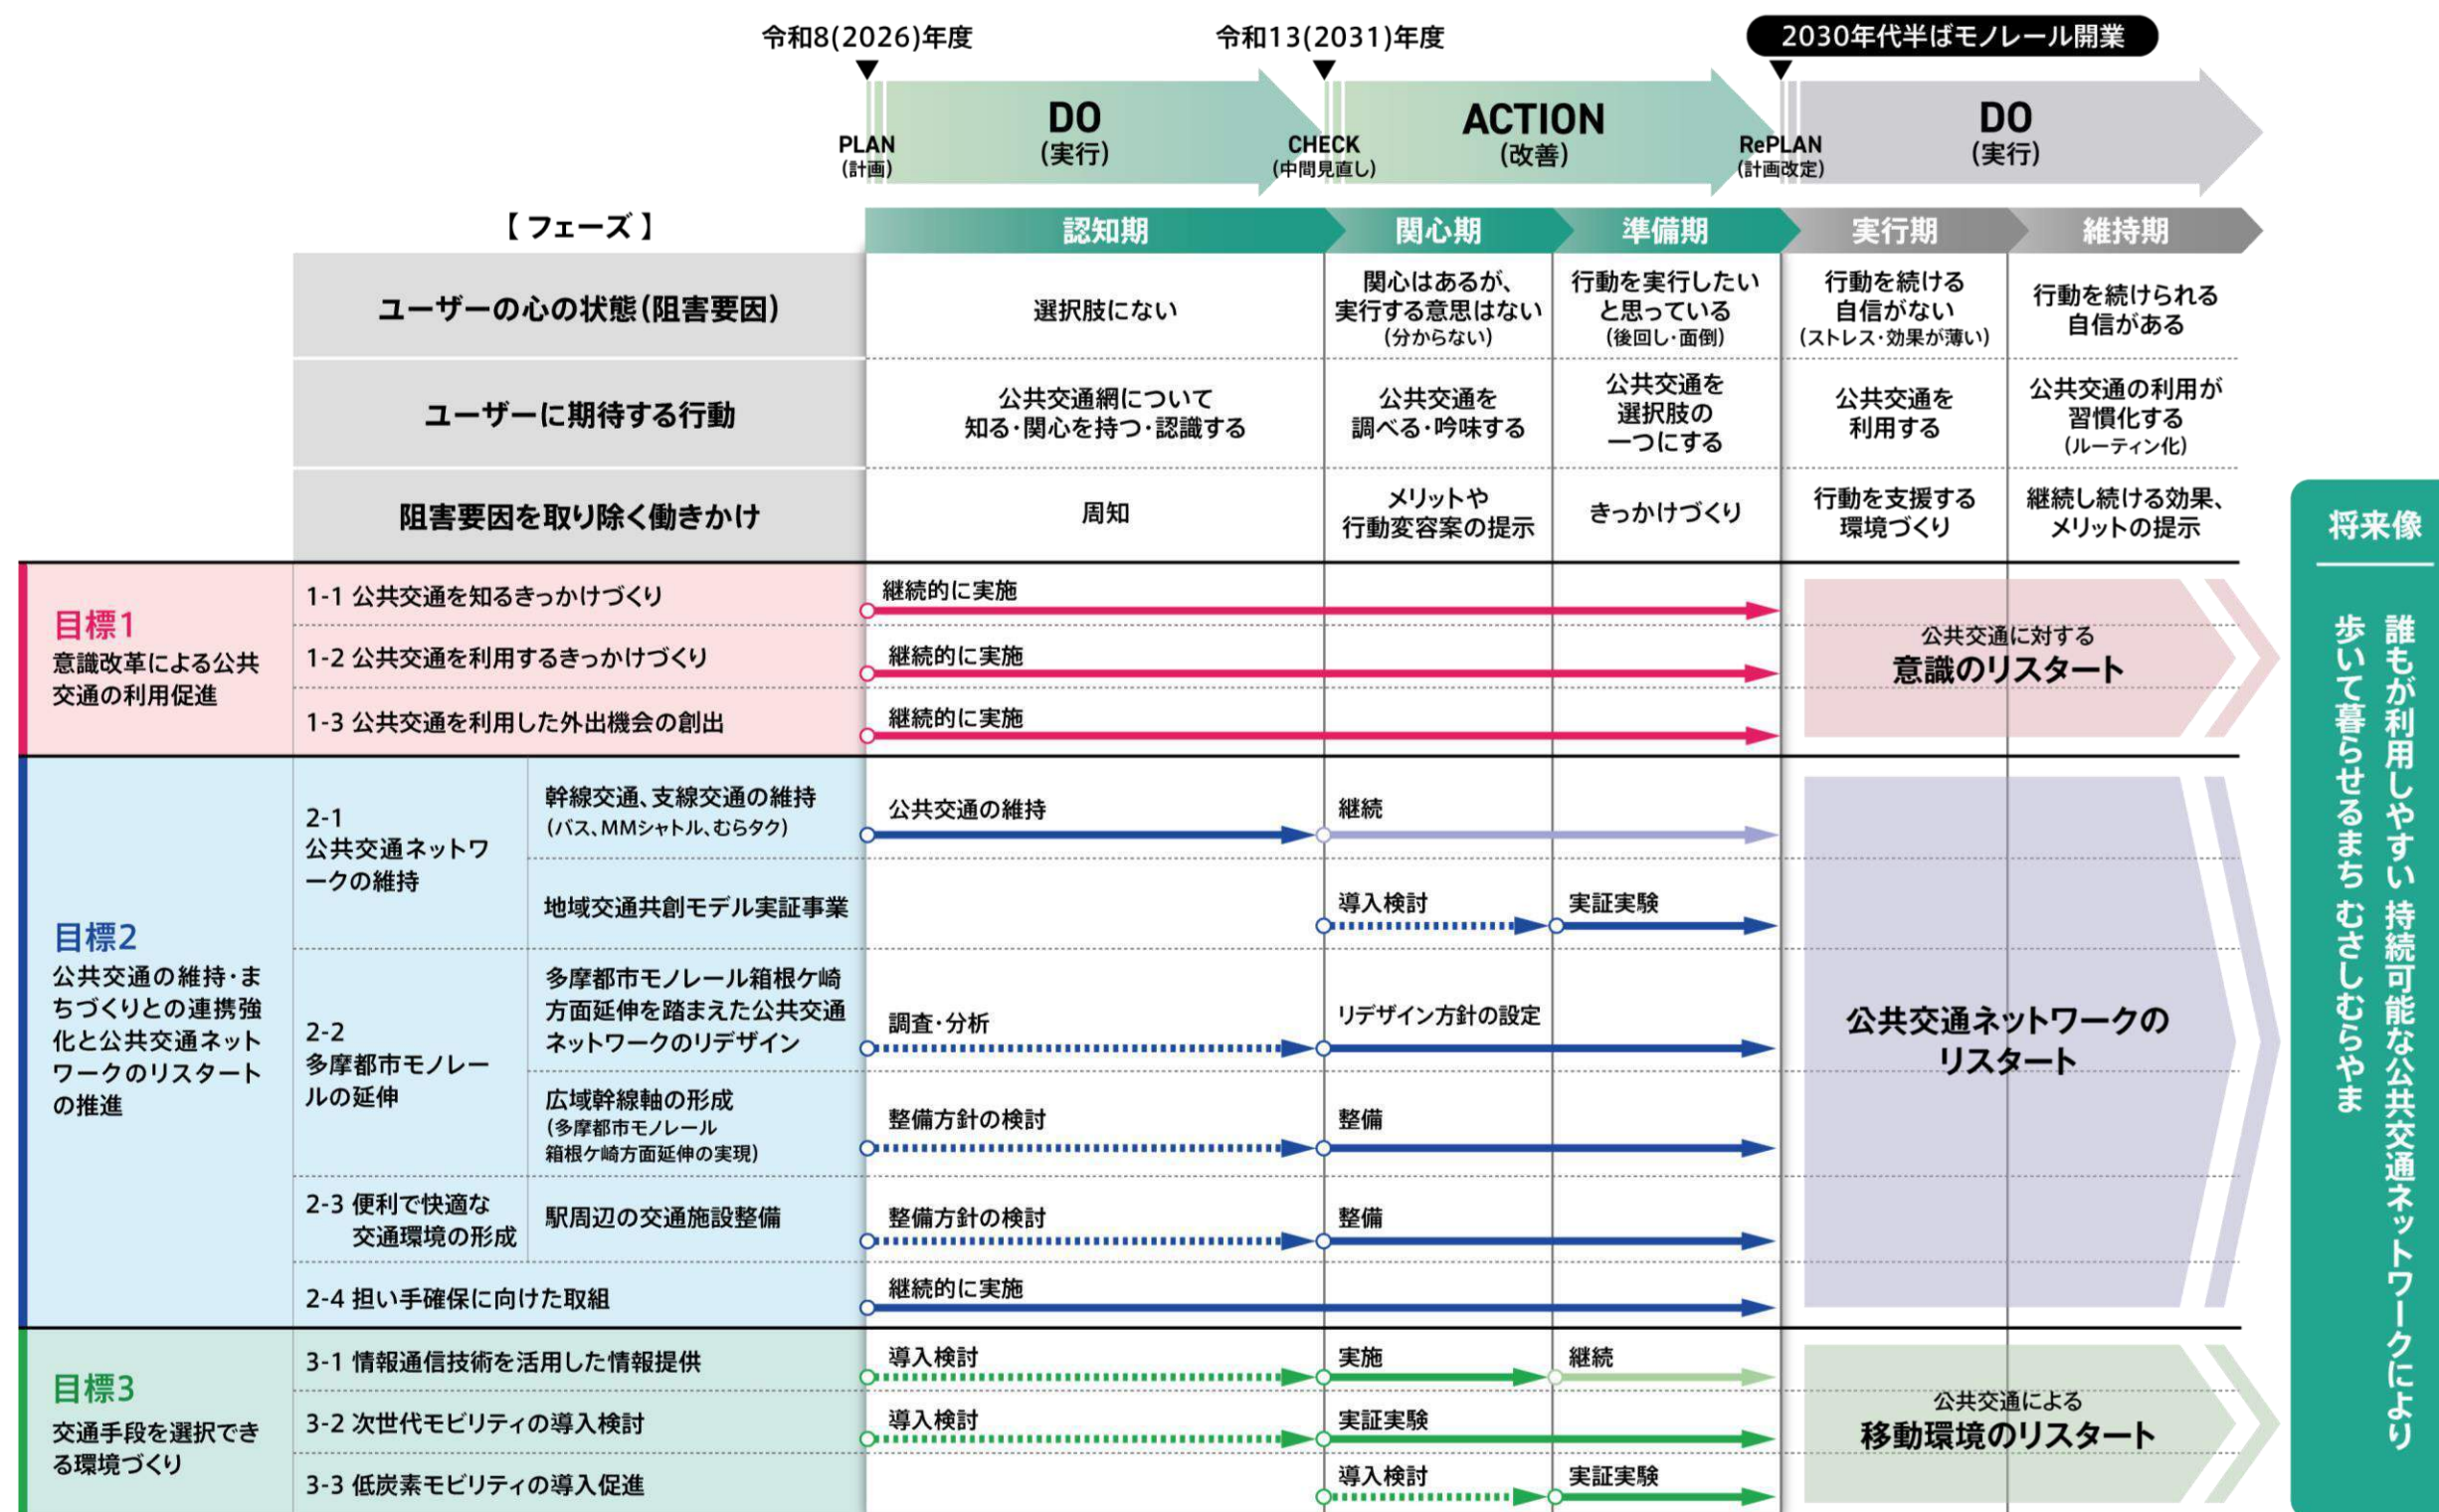 令和8(2026)年度
令和13(2031)年度
2030年代半ばモノレール開業
PLAN
(計画)
DO
(実行)
CHECK
(中間見直し)
ACTION
(改善)
RePLAN
(計画改定)
DO
(実行)
【フェーズ】
認知期
関心期
準備期
実行期
維持期
ユーザーの心の状態(阻害要因)
選択肢にない
関心はあるが、
実行する意思はない
(分からない)
行動を実行したい
と思っている
(後回し・面倒)
行動を続ける
自信がない
(ストレス・効果が薄い)
行動を続けられる
自信がある
ユーザーに期待する行動
公共交通網について
知る・関心を持つ・認識する
公共交通を
調べる・吟味する
公共交通を
選択肢の
一つにする
公共交通を
利用する
公共交通の利用が
習慣化する
(ルーティン化)
阻害要因を取り除く働きかけ
周知
メリットや
行動変容案の提示
きっかけづくり
行動を支援する
環境づくり
継続し続ける効果、
メリットの提示
目標1
意識改革による公共
交通の利用促進
1-1 公共交通を知るきっかけづくり
継続的に実施
1-2 公共交通を利用するきっかけづくり
継続的に実施
1-3 公共交通を利用した外出機会の創出
継続的に実施
公共交通に対する
意識のリスタート
目標2
公共交通の維持・ま
ちづくりとの連携強
化と公共交通ネット
ワークのリスタート
の推進
2-1
公共交通ネットワ
ークの維持
幹線交通、支線交通の維持
(バス、MMシャトル、むらタク)
公共交通の維持
継続
地域交通共創モデル実証事業
導入検討
実証実験
2-2
多摩都市モノレー
ルの延伸
多摩都市モノレール箱根ケ崎
方面延伸を踏まえた公共交通
ネットワークのリデザイン
調査・分析
リデザイン方針の設定
広域幹線軸の形成
(多摩都市モノレール
箱根ケ崎方面延伸の実現)
整備方針の検討
整備
2-3 便利で快適な
交通環境の形成
駅周辺の交通施設整備
整備方針の検討
整備
2-4 担い手確保に向けた取組
継続的に実施
公共交通ネットワークの
リスタート
目標3
交通手段を選択でき
る環境づくり
3-1 情報通信技術を活用した情報提供
導入検討
実施
継続
3-2 次世代モビリティの導入検討
導入検討
実証実験
3-3 低炭素モビリティの導入促進
導入検討
実証実験
公共交通による
移動環境のリスタート
将来像
誰もが利用しやすい 持続可能な公共交通ネットワークにより
歩いて暮らせるまち むさしむらやま